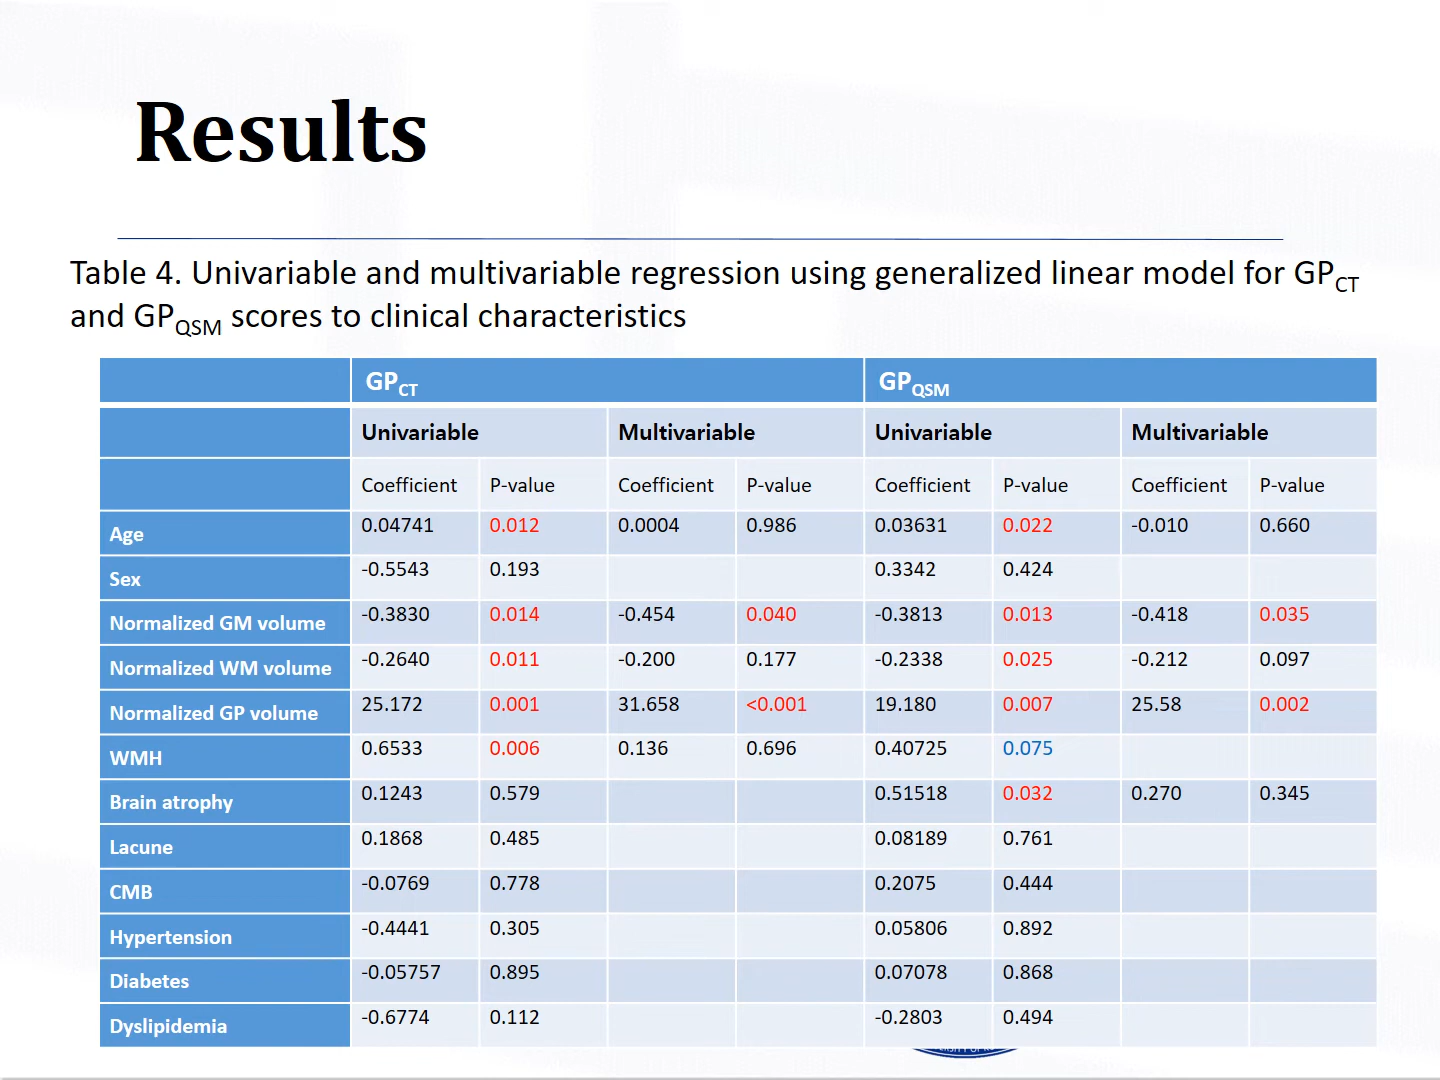 Results
Table 4. Univariable and multivariable regression using generalized linear model for GPCT
and GPQSM scores to clinical characteristics
GPCT GPQSM
Univariable Multivariable Univariable Multivariable
Coefficient P-value Coefficient P-value Coefficient P-value Coefficient P-value
Age 0.04741 0.012 0.0004 0.986 0.03631 0.022 -0.010 0.660
Sex -0.5543 0.193 0.3342 0.424
Normalized GM volume -0.3830 0.014 -0.454 0.040 -0.3813 0.013 -0.418 0.035
Normalized WM volume -0.2640 0.011 -0.200 0.177 -0.2338 0.025 -0.212 0.097
Normalized GP volume 25.172 0.001 31.658 <0.001 19.180 0.007 25.58 0.002
WMH 0.6533 0.006 0.136 0.696 0.40725 0.075
Brain atrophy 0.1243 0.579 0.51518 0.032 0.270 0.345
Lacune 0.1868 0.485 0.08189 0.761
CMB -0.0769 0.778 0.2075 0.444
Hypertension -0.4441 0.305 0.05806 0.892
Diabetes -0.05757 0.895 0.07078 0.868
Dyslipidemia -0.6774 0.112 -0.2803 0.494